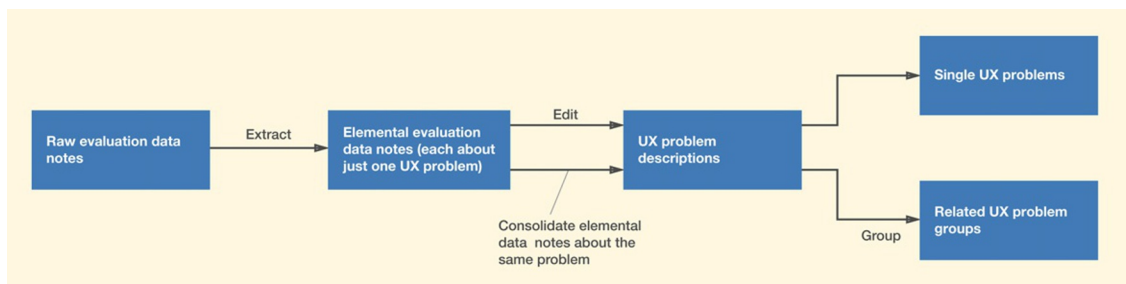 Raw evaluation data
notes
Extract
Elemental evaluation
data notes (each about
just one UX problem)
Edit
Consolidate elemental
data notes about the
same problem
UX problem
descriptions
Single UX problems
Group
Related UX problem
groups